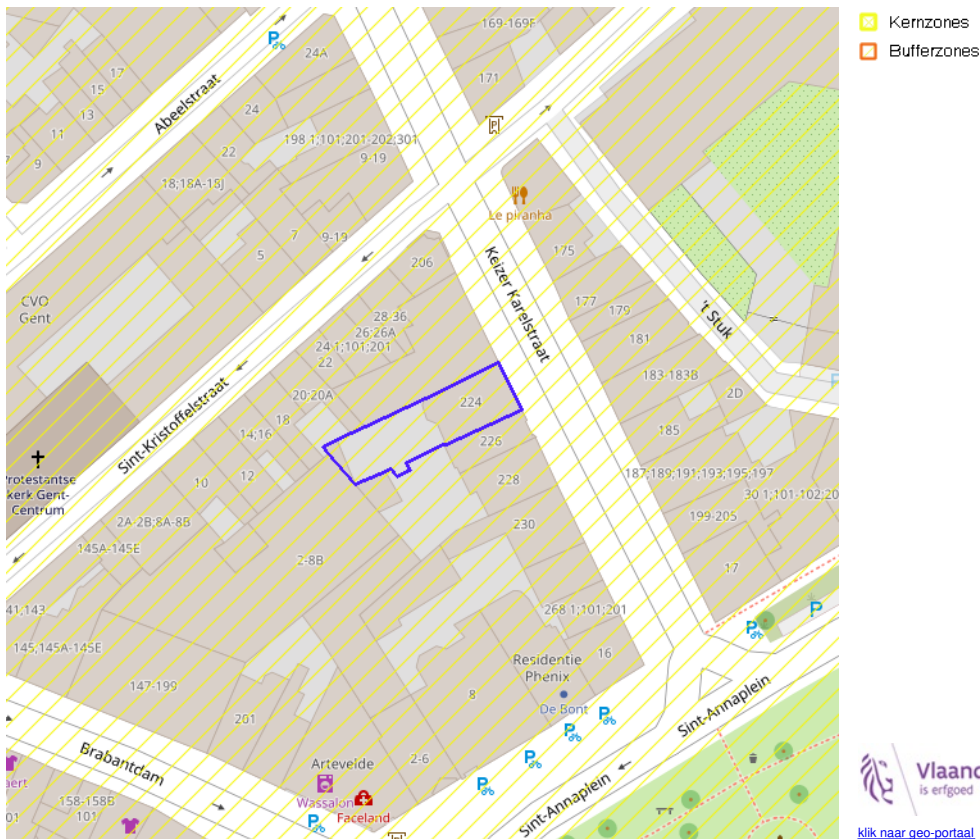 Kernzones
Bufferzones
169-169F
24A
171
17
15
13
11
9
Abeelstraat
24
22
198 1;101;201-202;301
9-19
18;18A-18J
7
9-19
5
Le piranha
175
206
Keizer Karelstraat
177
179
181
't Stuk
CVO
Gent
28-36
26-26A
24 1;101;201
22
20;20A
183-183B
2D
224
185
18
14;16
226
Sint-Kristoffelstraat
Protestantse
kerk Gent-
Centrum
12
10
228
187;189;191;193;195;197
30 1;101-102;20
199-205
230
2A-2B;8A-8B
145A-145E
2-8B
17
41,143
268 1;101;201
145;145A-145E
16
Residentie
Phenix
147-199
8
De Bont
Sint-Annaplein
201
2-6
Brabantdam
Artevelde
Wassalon
Faceland
Sint-Annaplein
aert
158-158B
101
01
Vlaand
is erfgoed
klik naar geo-portaal